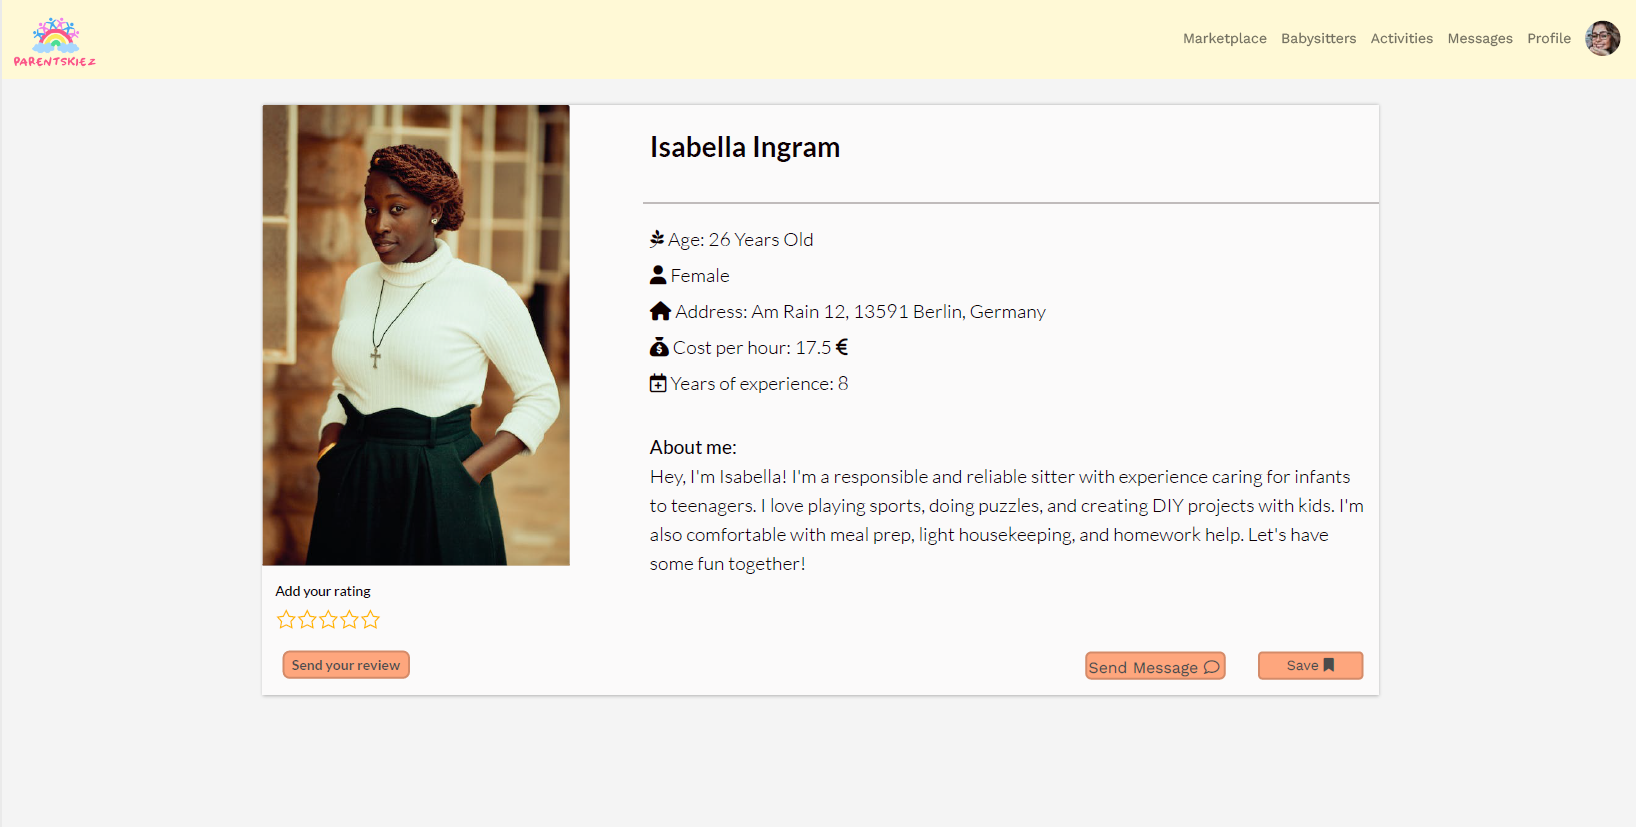 PARENTSKIEZ
Marketplace Babysitters Activities Messages Profile
Isabella Ingram
Age: 26 Years Old
Female
Address: Am Rain 12, 13591 Berlin, Germany
Cost per hour: 17.5 €
Years of experience: 8
About me:
Hey, I'm Isabella! I'm a responsible and reliable sitter with experience caring for infants
to teenagers. I love playing sports, doing puzzles, and creating DIY projects with kids. I'm
also comfortable with meal prep, light housekeeping, and homework help. Let's have
some fun together!
Add your rating
Send your review
Send Message
Save